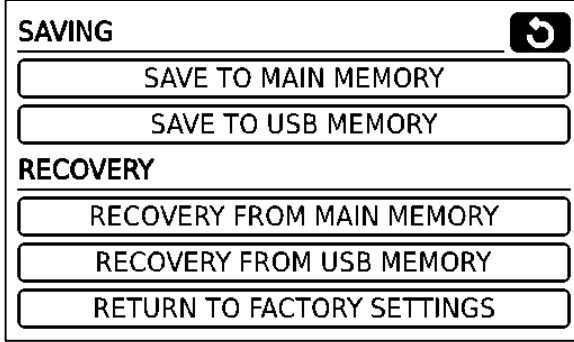 SAVING
SAVE TO MAIN MEMORY
SAVE TO USB MEMORY
RECOVERY
RECOVERY FROM MAIN MEMORY
RECOVERY FROM USB MEMORY
RETURN TO FACTORY SETTINGS